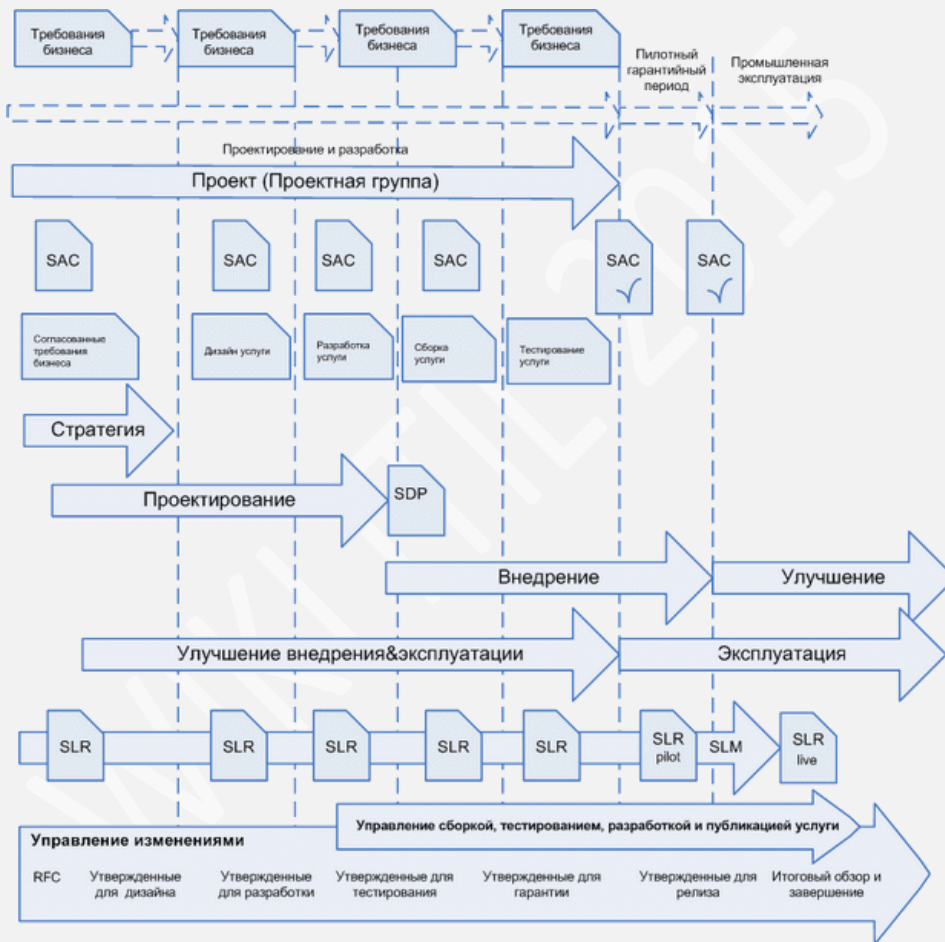 Требования
бизнеса
Требования
бизнеса
Требования
бизнеса
Требования
бизнеса
Пилотный
гарантийный
период
Промышленная
эксплуатация
Проектирование и разработка
Проект (Проектная группа)
SAC
SAC
SAC
SAC
SAC
SAC
Согласованные
требования
бизнеса
Дизайн услуги
Разработка
услуги
Сборка
услуги
Тестирование
услуги
Стратегия
Проектирование
SDP
Внедрение
Улучшение
Улучшение внедрения&эксплуатации
Эксплуатация
SLR
SLR
SLR
SLR
SLR
SLR
pilot
SLM
SLR
live
Управление сборкой, тестированием, разработкой и публикацией услуги
Управление изменениями
RFC
Утвержденные
для дизайна
Утвержденные
для разработки
Утвержденные для
тестирования
Утвержденные для
гарантии
Утвержденные для
релиза
Итоговый обзор и
завершение
WIKI ITIL 2015